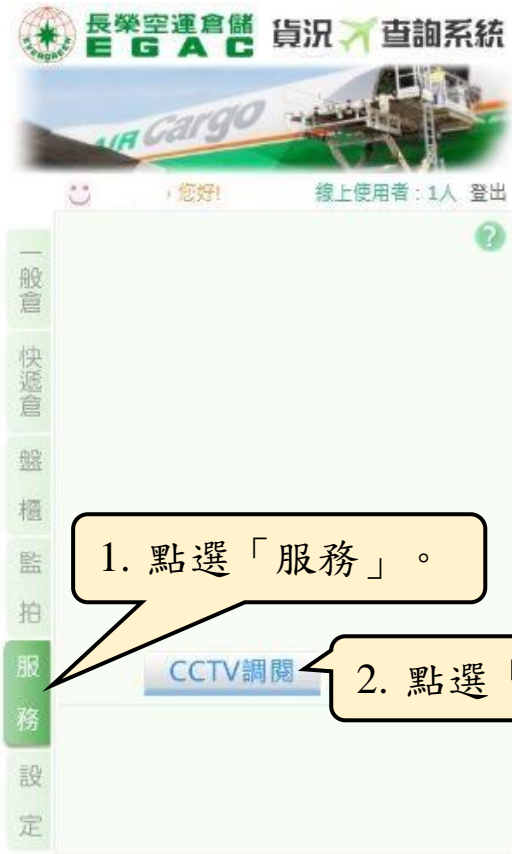 長榮空運倉儲
EGAC
貨況查詢系統
EVERGREEN
AIR Cargo
，您好!
線上使用者：1人 登出
?
一般倉
快遞倉
盤櫃
監拍
服務
設定
1. 點選「服務」。
CCTV調閱
2. 點選「